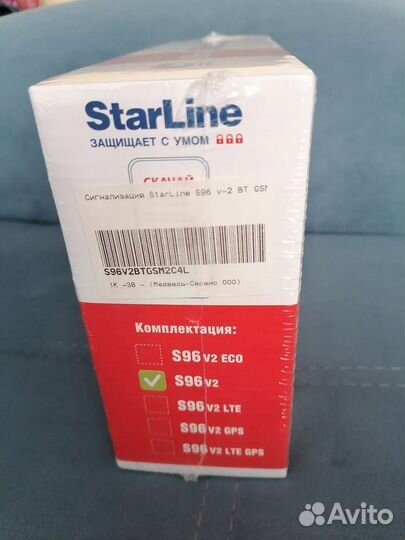 StarLine
ЗАЩИЩАЕТ С УМОМ
СКАЧАЙ
Сигнализация StarLine S96 v-2 BT GSM
S96V2BTGSM2C4L
1К -3В - (Медведь-Сервис ООО)
Комплектация:
S96 V2 ECO
S96 V2
S96 V2 LTE
S96 V2 GPS
S96 V2 LTE GPS
Avito